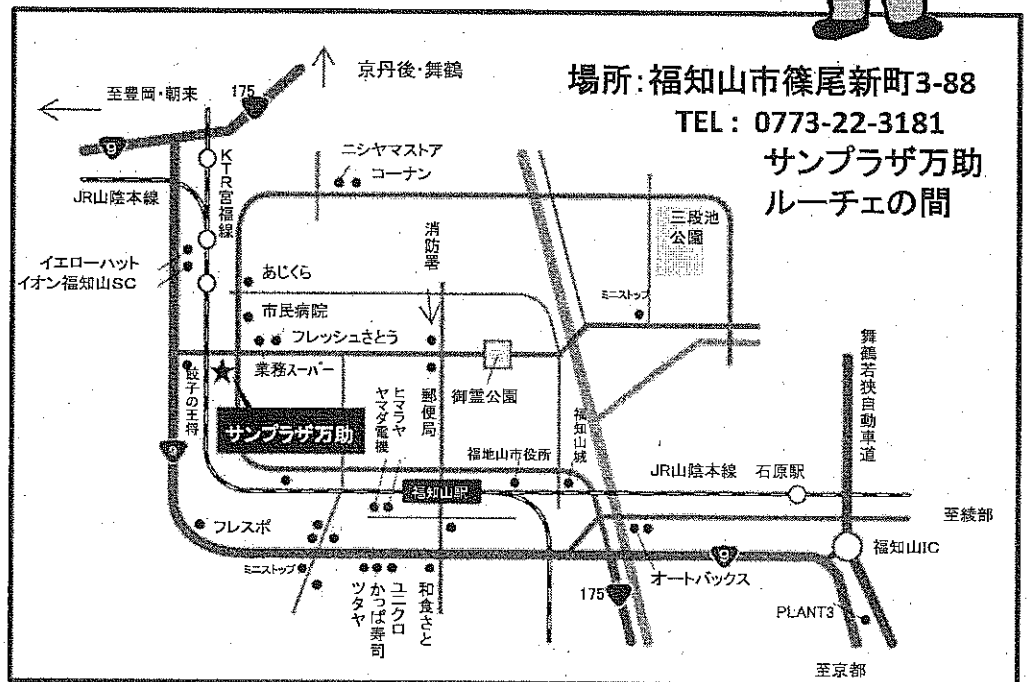 場所:福知山市篠尾新町3-88
TEL: 0773-22-3181
サンプラザ万助
ルーチェの間
京丹後・舞鶴
至豊岡・朝来
175
9
KTR宮福線
JR山陰本線
ニシヤマストア
コーナン
三段池
公園
消防署
イエローハット
イオン福知山SC
あじくら
市民病院
ミニストップ
フレッシュさとう
業務スーパー
餃子の王将
御霊公園
郵便局
ヒマラヤ
ヤマダ電機
サンプラザ万助
福知山城
福地山市役所
舞鶴若狭自動車道
JR山陰本線 石原駅
福知山駅
9
至綾部
フレスポ
福知山IC
ミニストップ
オートバックス
9
175
和食さと
ユニクロ
かっぱ寿司
ツタヤ
PLANT3
至京都